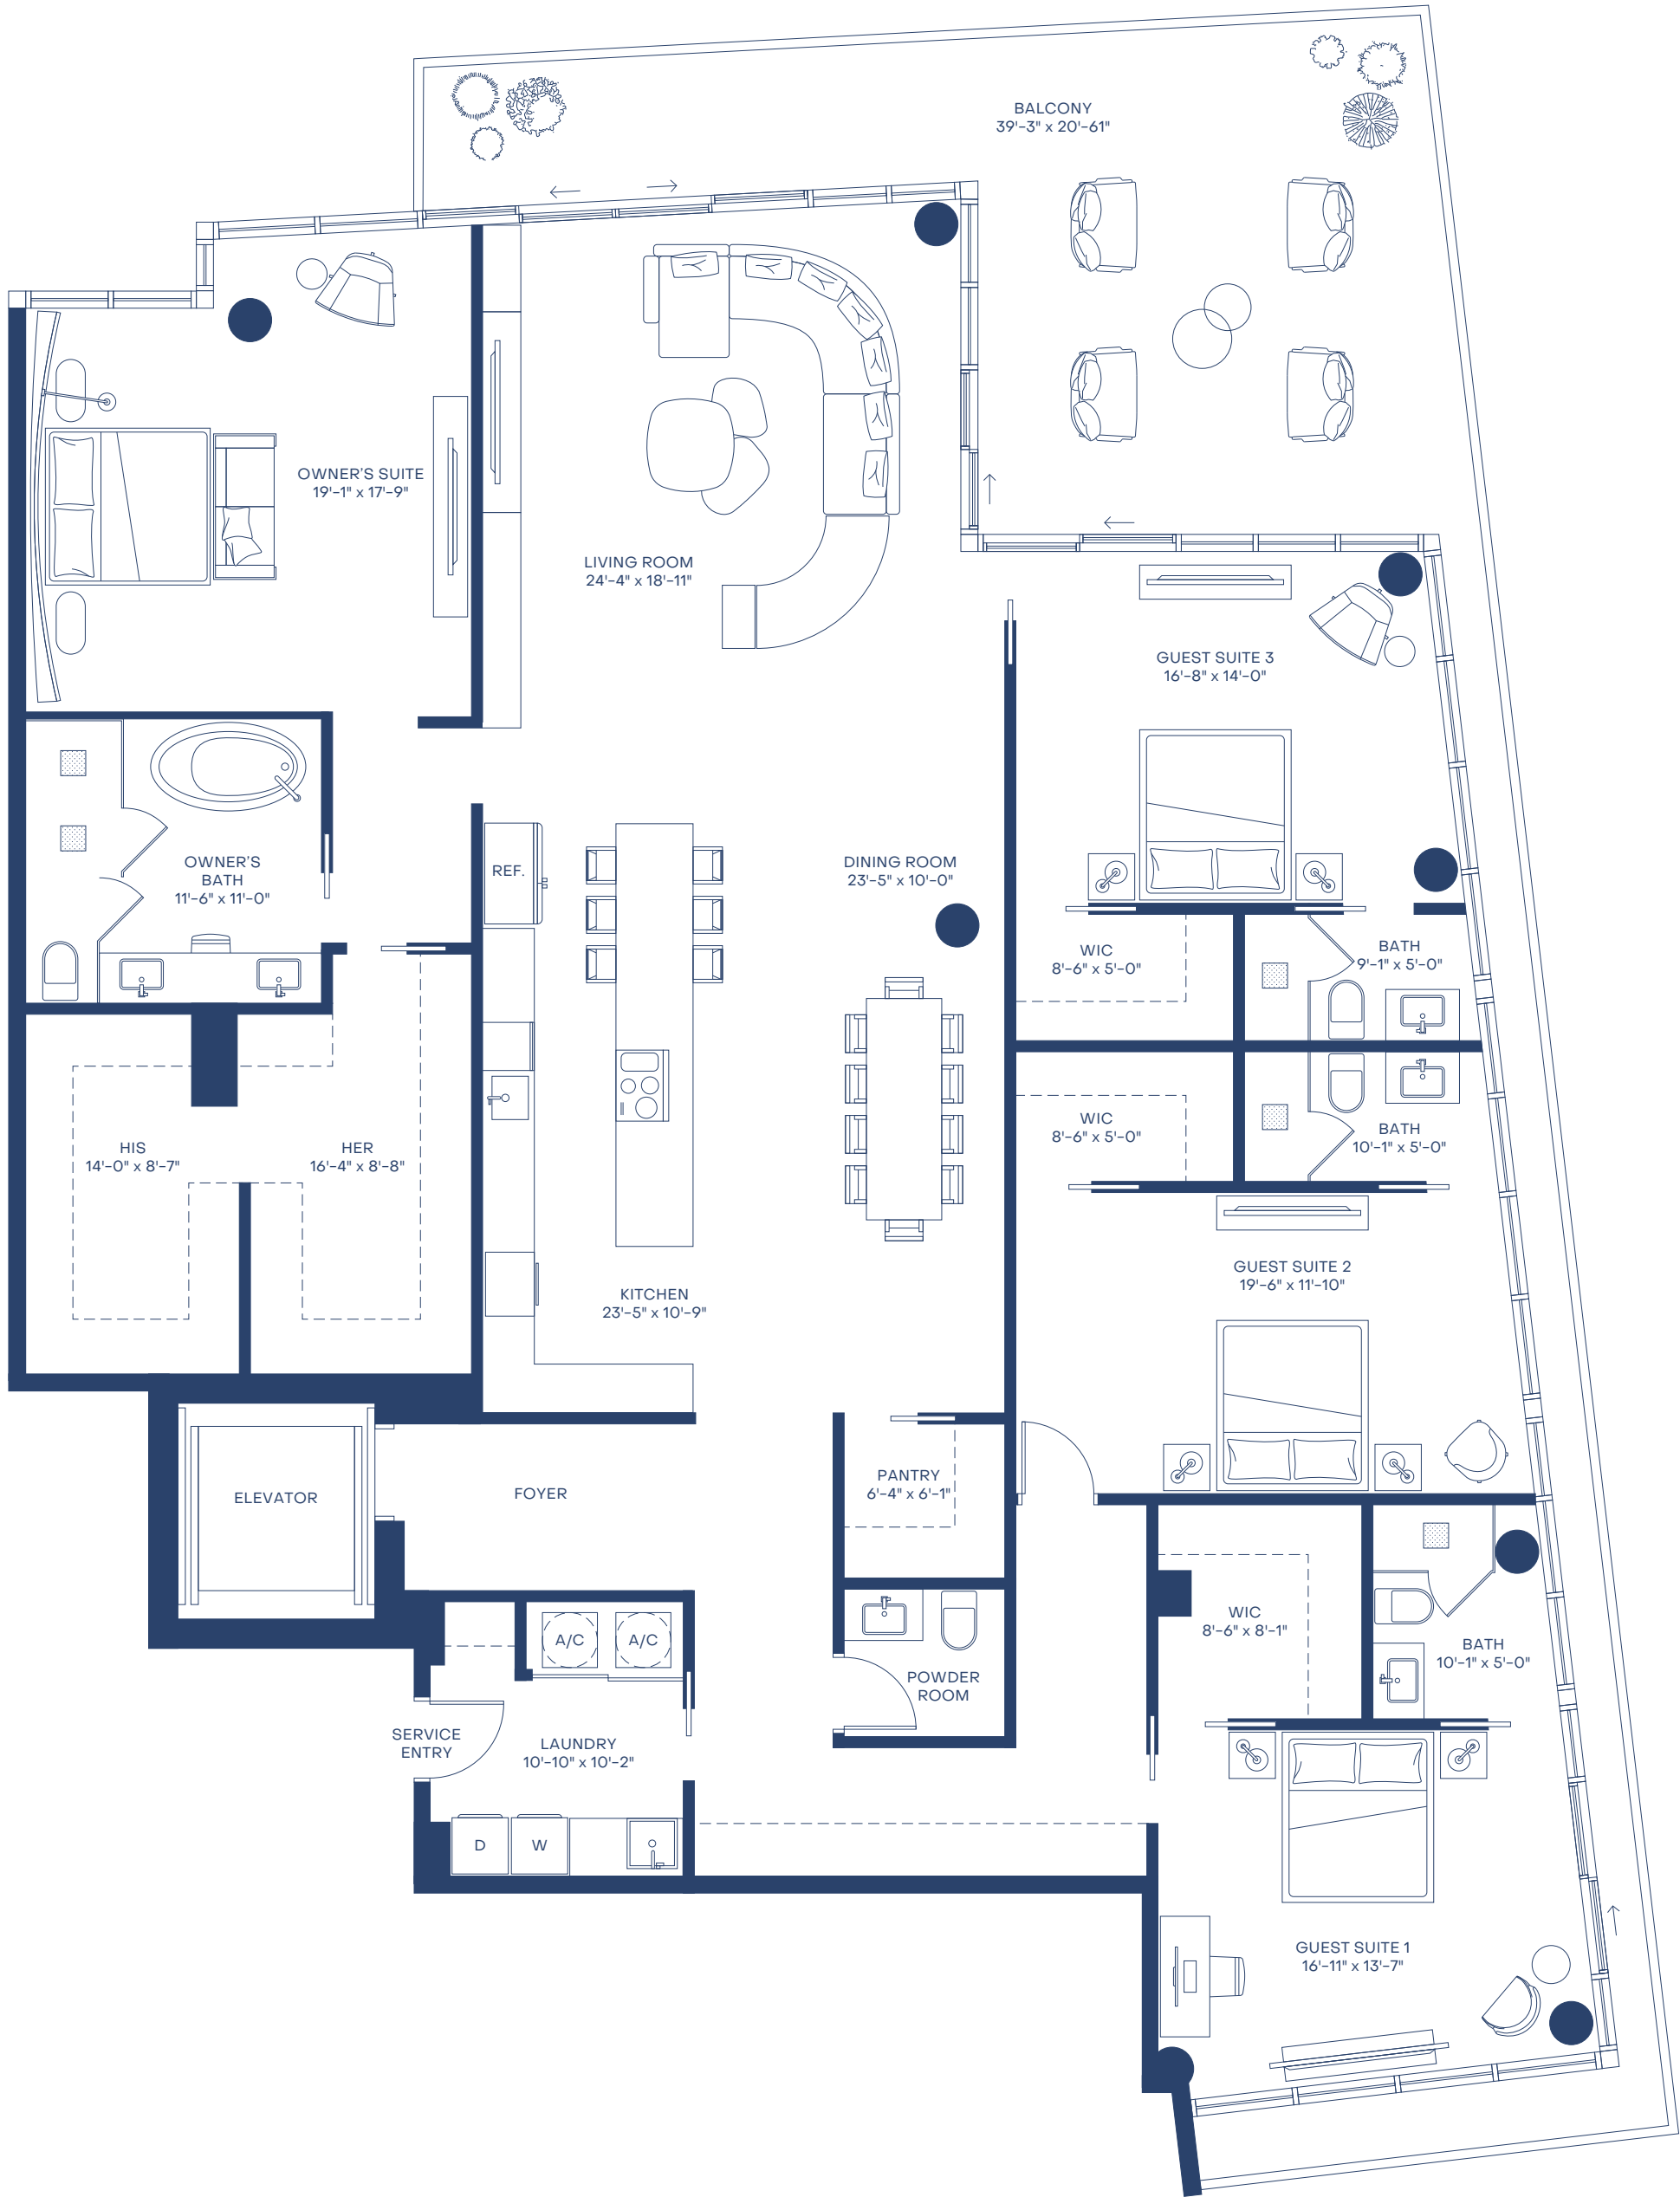 BALCONY
39'-3" x 20'-61"
OWNER'S SUITE
19'-1" x 17'-9"
LIVING ROOM
24'-4" x 18'-11"
GUEST SUITE 3
16'-8" x 14'-0"
OWNER'S
BATH
11'-6" x 11'-0"
REF.
DINING ROOM
23'-5" x 10'-0"
WIC
8'-6" x 5'-0"
BATH
9'-1" x 5'-0"
HIS
14'-0" x 8'-7"
HER
16'-4" x 8'-8"
WIC
8'-6" x 5'-0"
BATH
10'-1" x 5'-0"
KITCHEN
23'-5" x 10'-9"
GUEST SUITE 2
19'-6" x 11'-10"
ELEVATOR
FOYER
PANTRY
6'-4" x 6'-1"
A/C
A/C
WIC
8'-6" x 8'-1"
BATH
10'-1" x 5'-0"
POWDER
ROOM
SERVICE
ENTRY
LAUNDRY
10'-10" x 10'-2"
D
W
GUEST SUITE 1
16'-11" x 13'-7"